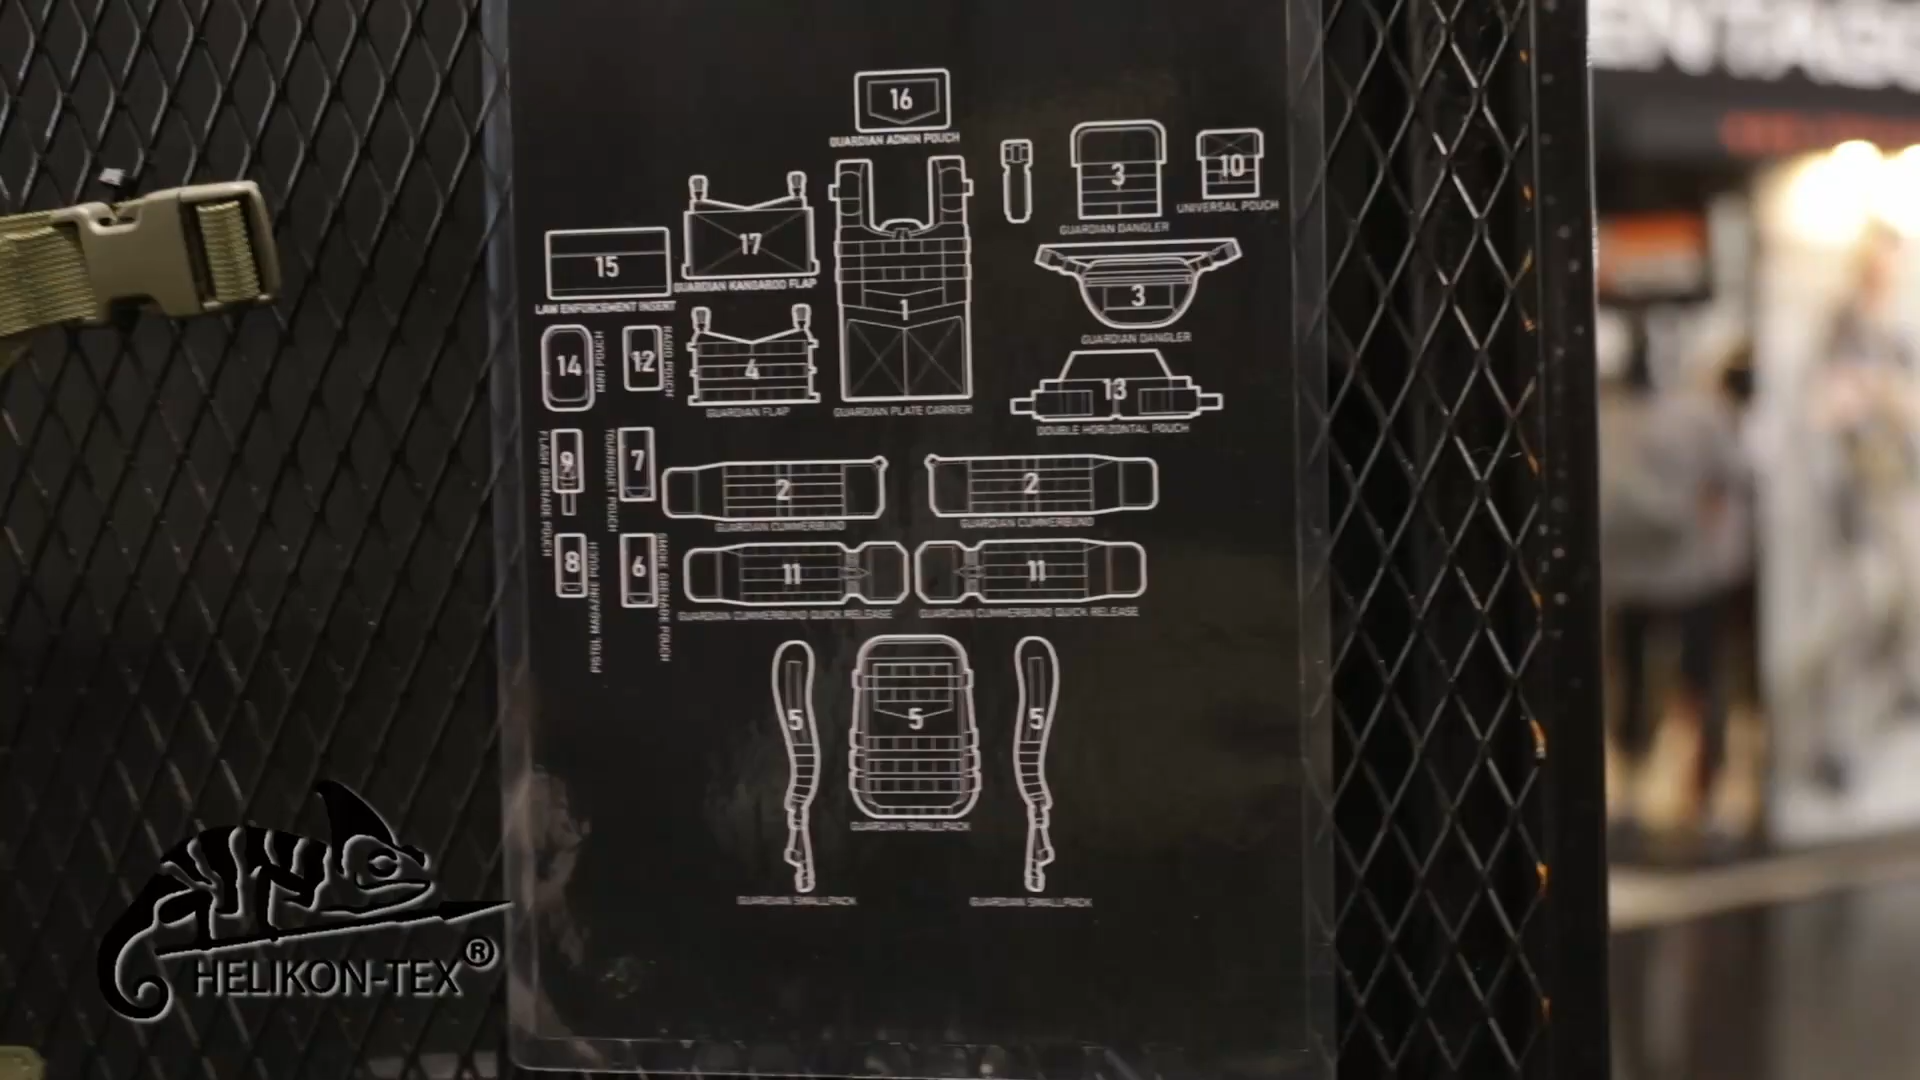 16
GUARDIAN ADMIN POUCH
3
GUARDIAN DANGLER
10
UNIVERSAL POUCH
15
LAW ENFORCEMENT INSERT
17
GUARDIAN KANGAROO FLAP
1
GUARDIAN PLATE CARRIER
3
GUARDIAN DANGLER
14
MINI POUCH
12
RADIO POUCH
4
GUARDIAN FLAP
13
DOUBLE HORIZONTAL POUCH
9
FLASH GRENADE POUCH
7
TOURNIQUET POUCH
2
GUARDIAN CUMMERBUND
2
GUARDIAN CUMMERBUND
8
PISTOL MAGAZINE POUCH
6
SMOKE GRENADE POUCH
11
GUARDIAN CUMMERBUND QUICK RELEASE
11
GUARDIAN CUMMERBUND QUICK RELEASE
5
GUARDIAN SMALLPACK
5
GUARDIAN SMALLPACK
5
GUARDIAN SMALLPACK
HELIKON-TEX®